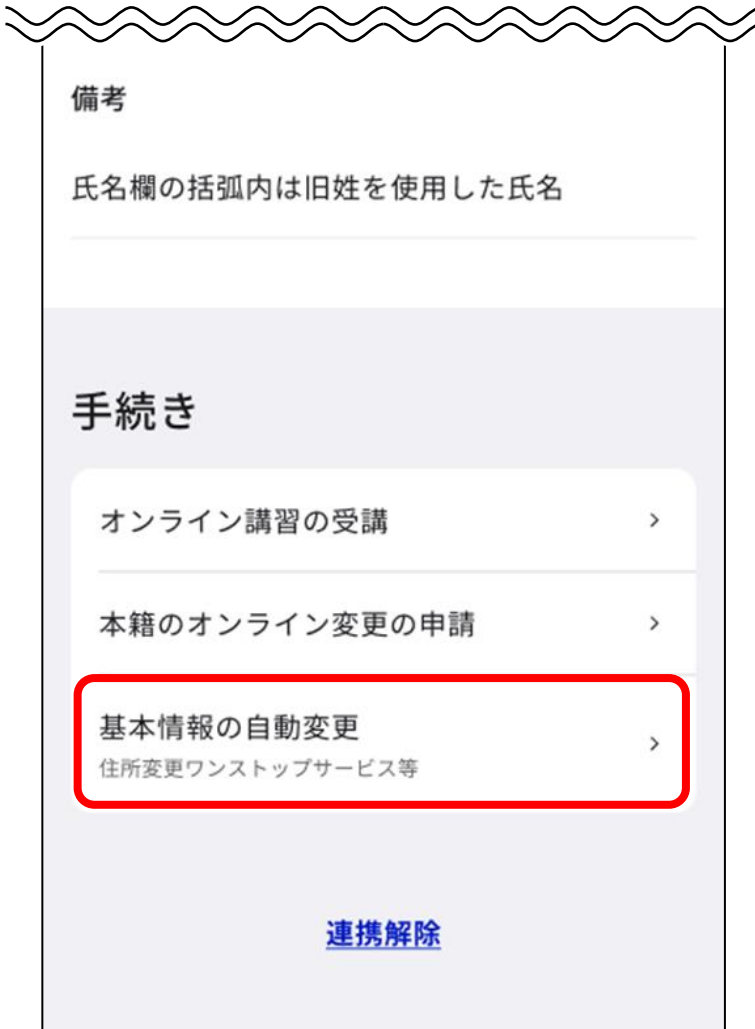 備考
氏名欄の括弧内は旧姓を使用した氏名
手続き
オンライン講習の受講
本籍のオンライン変更の申請
基本情報の自動変更
住所変更ワンストップサービス等
連携解除